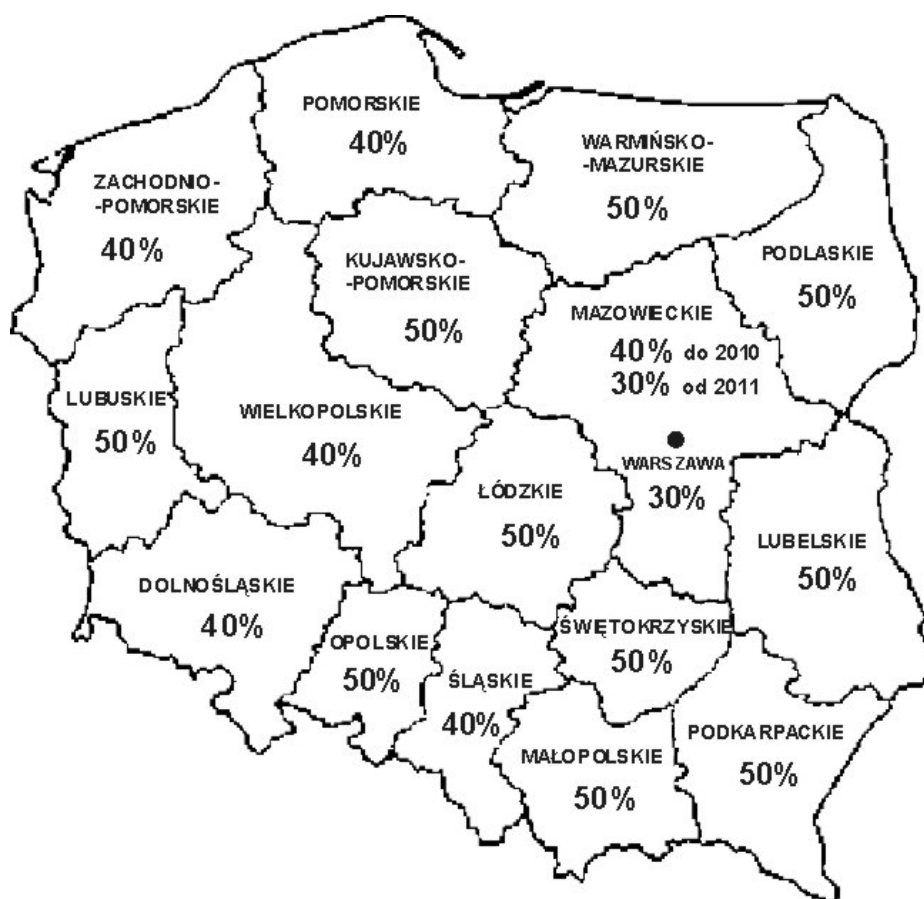 POMORSKIE
40%
WARMIŃSKO-
-MAZURSKIE
50%
ZACHODNIO-
-POMORSKIE
40%
KUJAWSKO-
-POMORSKIE
50%
PODLASKIE
50%
MAZOWIECKIE
40% do 2010
30% od 2011
LUBUSKIE
50%
WIELKOPOLSKIE
40%
WARSZAWA
30%
ŁÓDZKIE
50%
LUBELSKIE
50%
DOLNOŚLĄSKIE
40%
OPOLSKIE
50%
ŚLĄSKIE
40%
ŚWĘTOKRZYSKIE
50%
MAŁOPOLSKIE
50%
PODKARPACKIE
50%